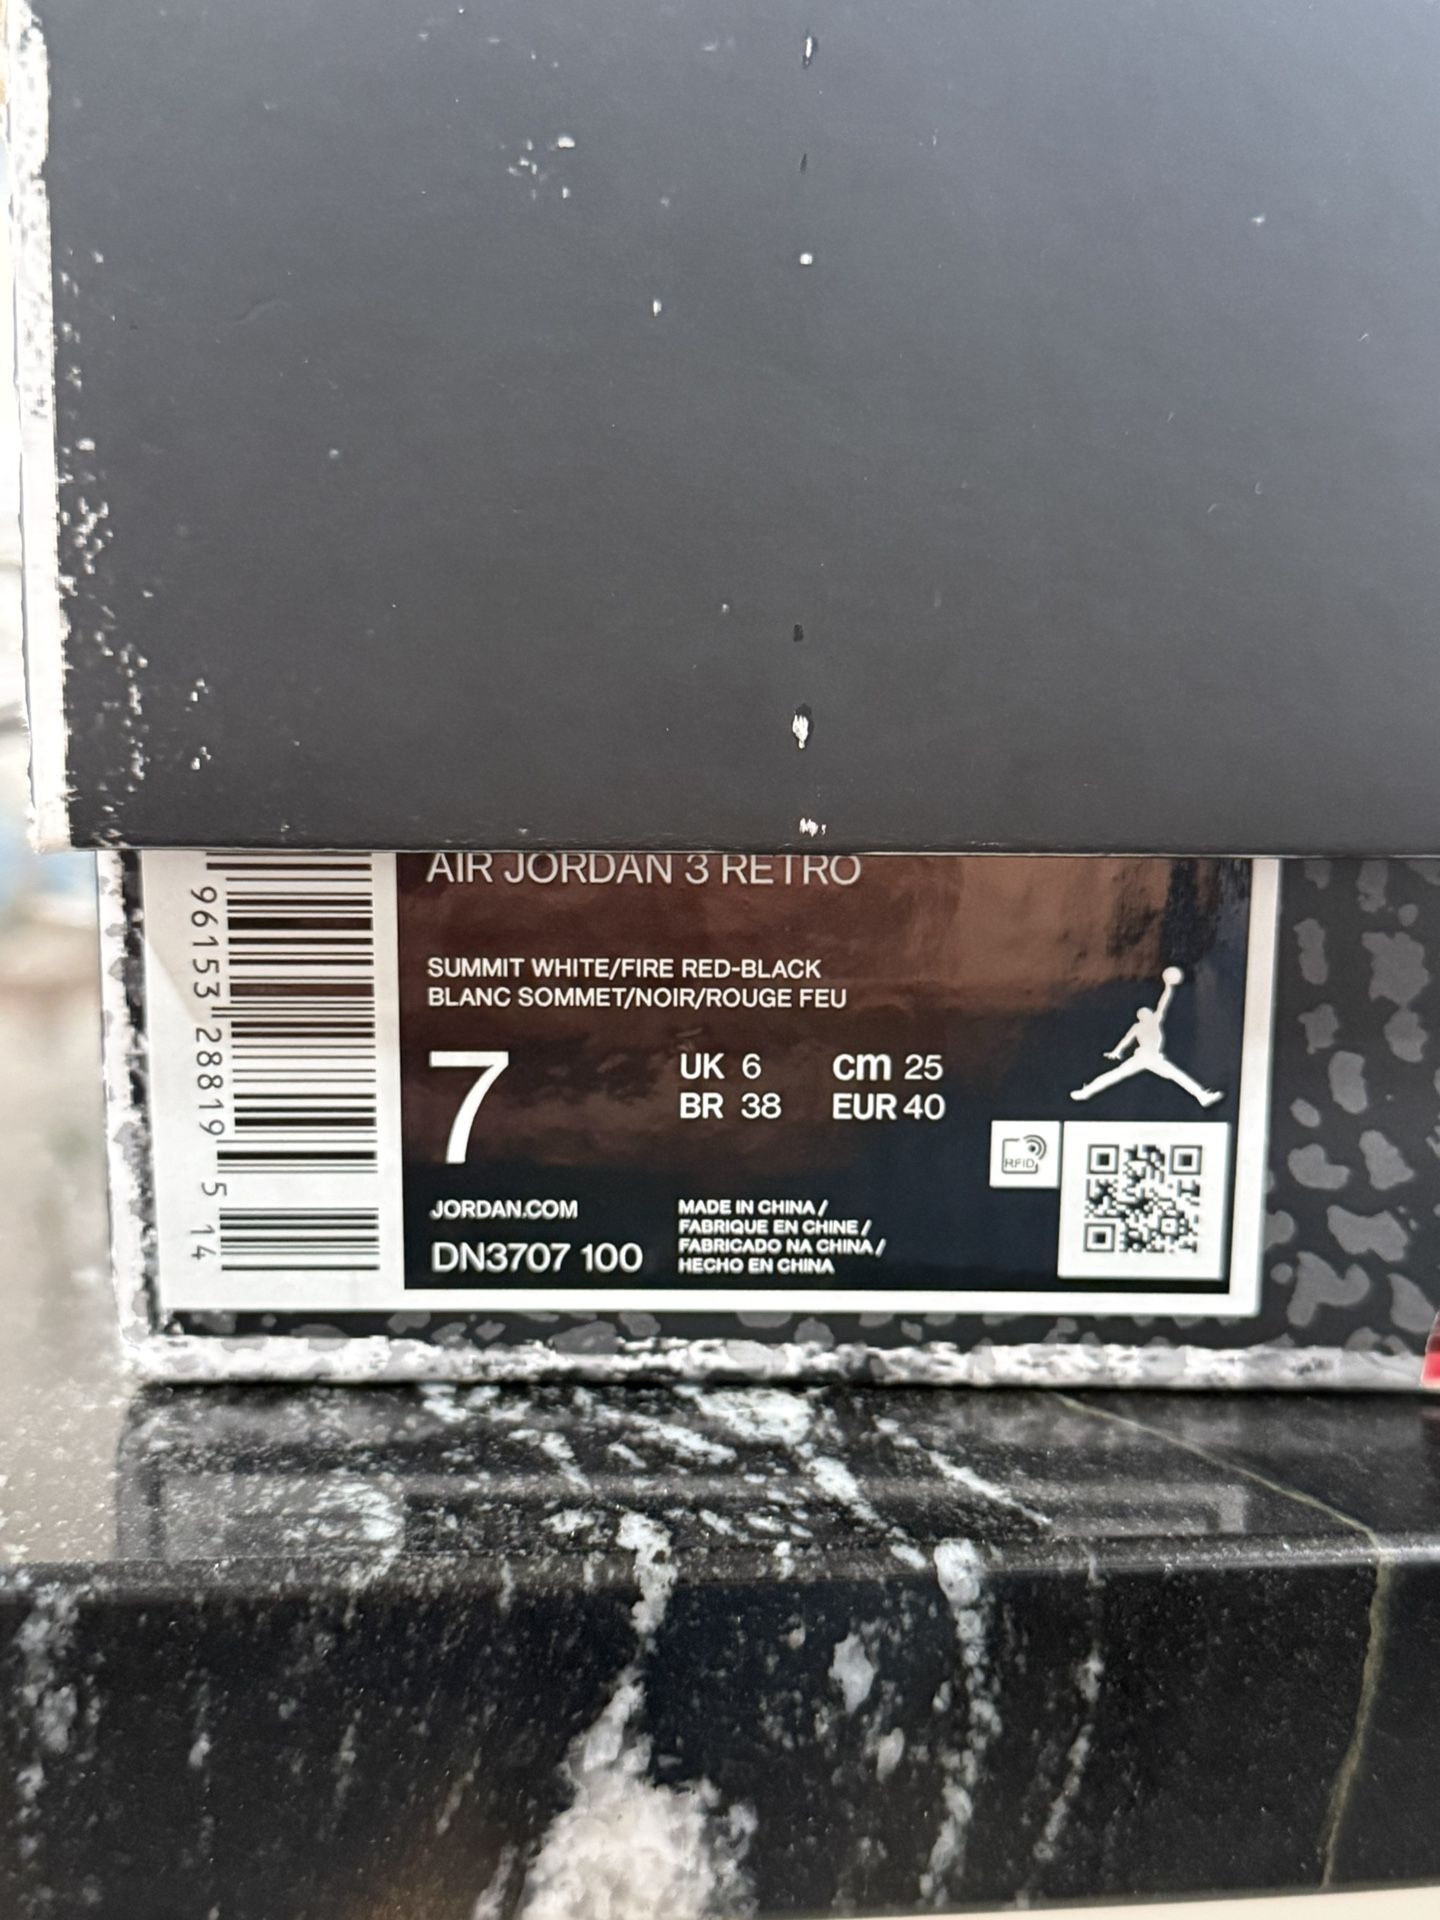 AIR JORDAN 3 RETRO
SUMMIT WHITE/FIRE RED-BLACK
BLANC SOMMET/NOIR/ROUGE FEU
7
UK 6 cm 25
BR 38 EUR 40
RFID
JORDAN.COM
DN3707 100
MADE IN CHINA /
FABRIQUE EN CHINE /
FABRICADO NA CHINA /
HECHO EN CHINA
96153 28819 5 14